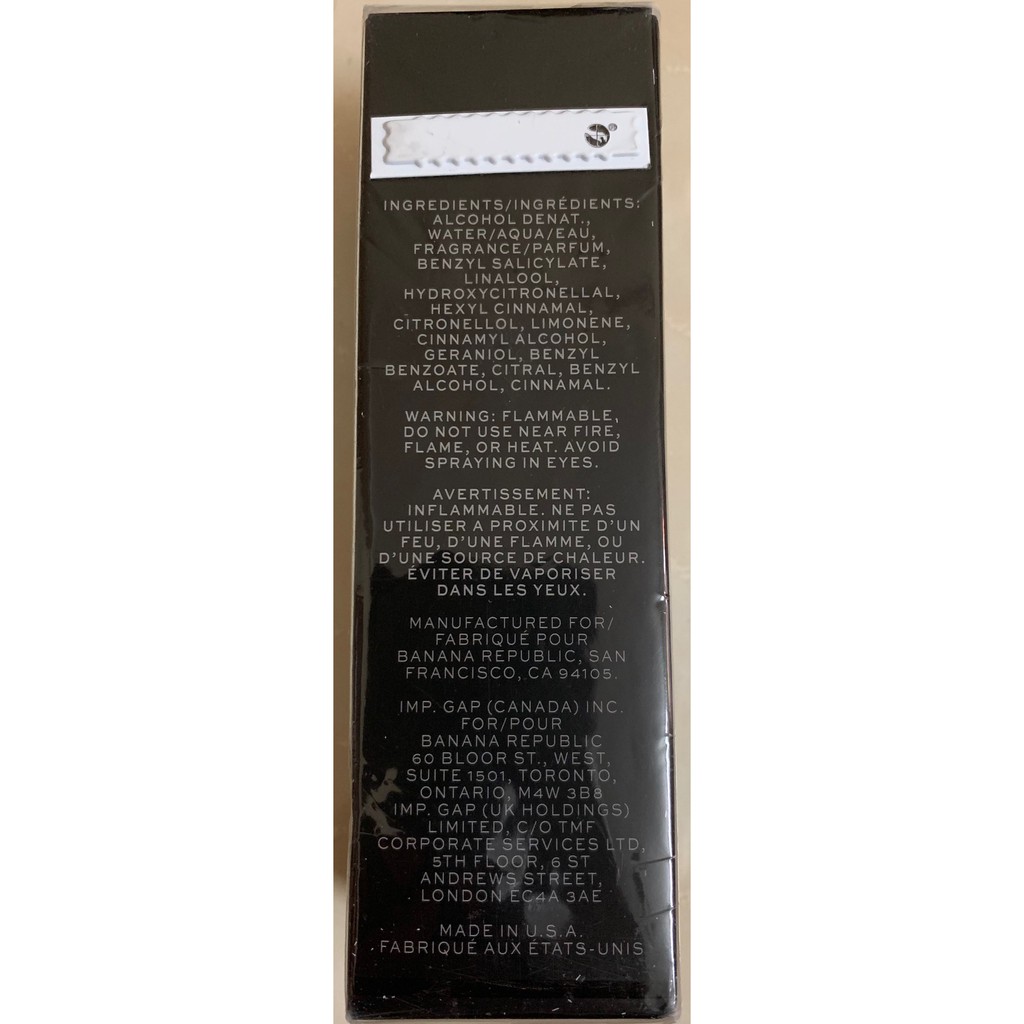 INGREDIENTS/INGRÉDIENTS:
ALCOHOL DENAT.,
WATER/AQUA/EAU,
FRAGRANCE/PARFUM,
BENZYL SALICYLATE,
LINALOOL,
HYDROXYCITRONELLAL,
HEXYL CINNAMAL,
CITRONELLOL, LIMONENE,
CINNAMYL ALCOHOL,
GERANIOL, BENZYL
BENZOATE, CITRAL, BENZYL
ALCOHOL, CINNAMAL.
WARNING: FLAMMABLE,
DO NOT USE NEAR FIRE,
FLAME, OR HEAT. AVOID
SPRAYING IN EYES.
AVERTISSEMENT:
INFLAMMABLE. NE PAS
UTILISER A PROXIMITE D'UN
FEU, D'UNE FLAMME, OU
D'UNE SOURCE DE CHALEUR.
ÉVITER DE VAPORISER
DANS LES YEUX.
MANUFACTURED FOR/
FABRIQUÉ POUR
BANANA REPUBLIC, SAN
FRANCISCO, CA 94105.
IMP. GAP (CANADA) INC.
FOR/POUR
BANANA REPUBLIC
60 BLOOR ST., WEST,
SUITE 1501, TORONTO,
ONTARIO, M4W 3B8
IMP. GAP (UK HOLDINGS)
LIMITED, C/O TMF
CORPORATE SERVICES LTD,
5TH FLOOR, 6 ST
ANDREWS STREET,
LONDON EC4A 3AE
MADE IN U.S.A.
FABRIQUÉ AUX ÉTATS-UNIS